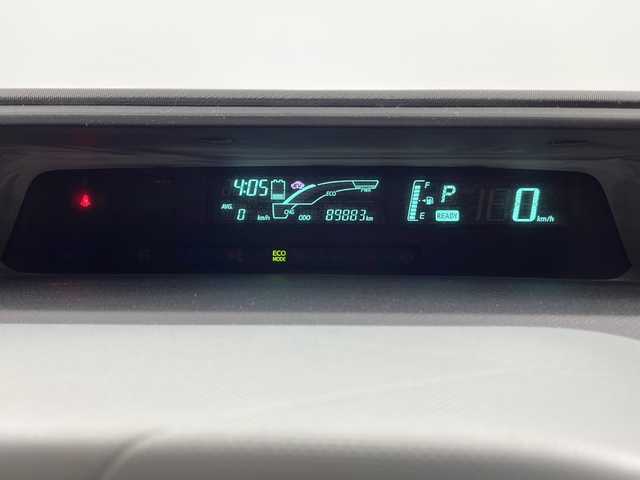 4:05
ECO PWR
CHG
AVG. 0 km/h
ODO 89883 km
F
E
P
READY
0 km/h
ECO
MODE